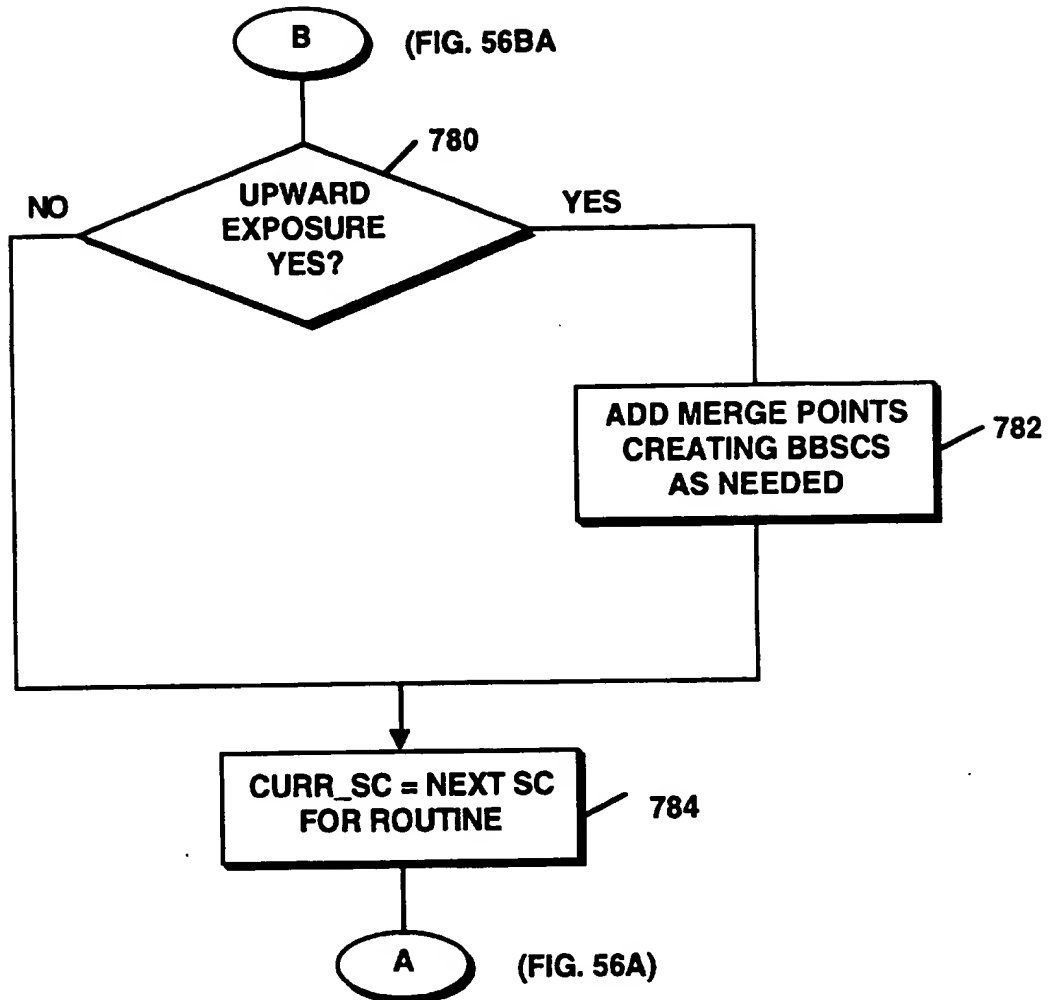 B
(FIG. 56BA
780
NO
UPWARD
EXPOSURE
YES?
YES
ADD MERGE POINTS
CREATING BBSCS
AS NEEDED
782
CURR_SC = NEXT SC
FOR ROUTINE
784
A
(FIG. 56A)